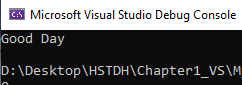 Microsoft Visual Studio Debug Console
Good Day
D:\Desktop\HSTDH\Chapter1_VS\M